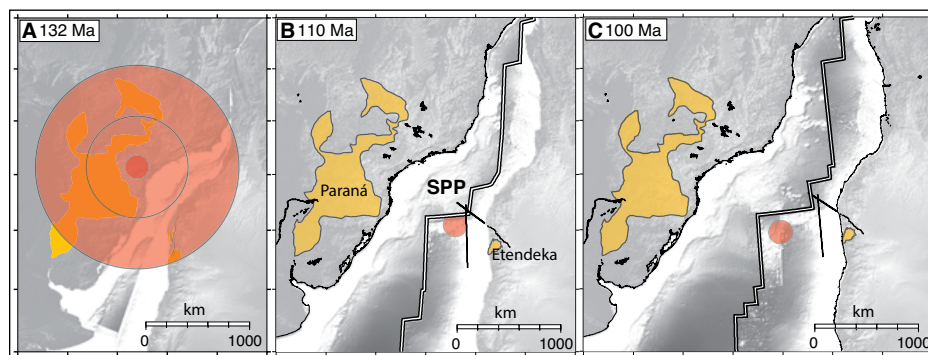 A 132 Ma
B 110 Ma
C 100 Ma
Paraná
SPP
Etendeka
km
0 1000
km
0 1000
km
0 1000